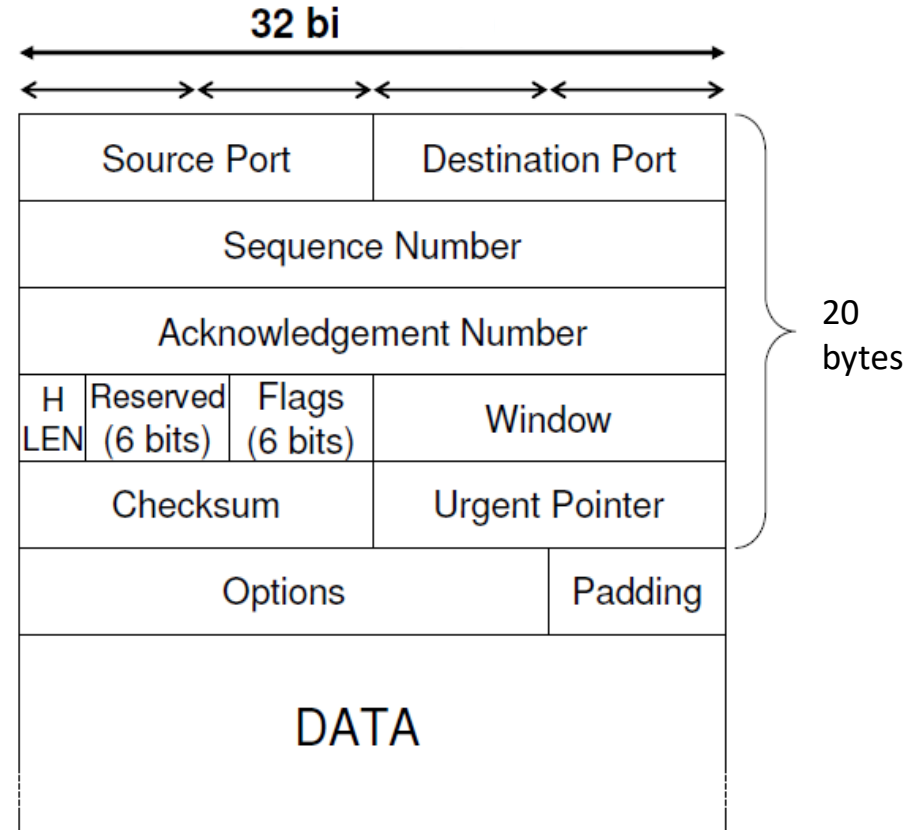 32 bi
Source Port
Destination Port
Sequence Number
Acknowledgement Number
20
bytes
H
LEN
Reserved
(6 bits)
Flags
(6 bits)
Window
Checksum
Urgent Pointer
Options
Padding
DATA